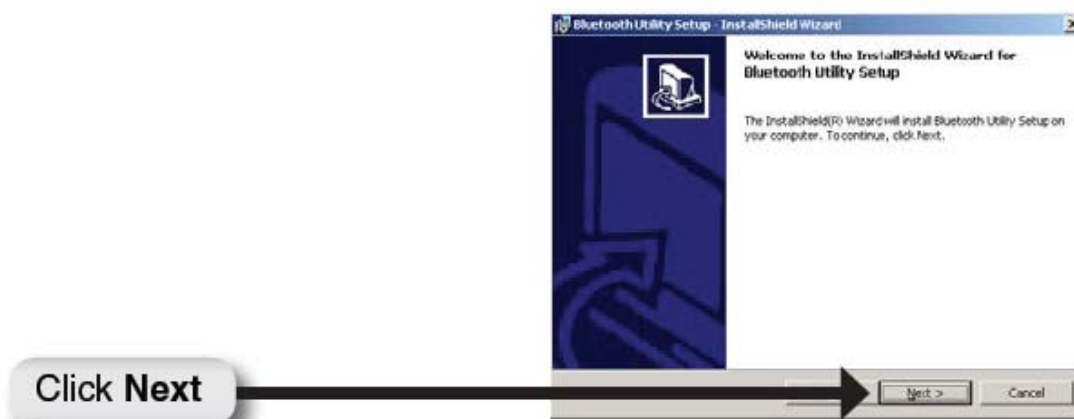 Bluetooth Utility Setup - InstallShield Wizard
Welcome to the InstallShield Wizard for
Bluetooth Utility Setup
The InstallShield(R) Wizard will install Bluetooth Utility Setup on
your computer. To continue, click Next.
Click Next
Next >
Cancel